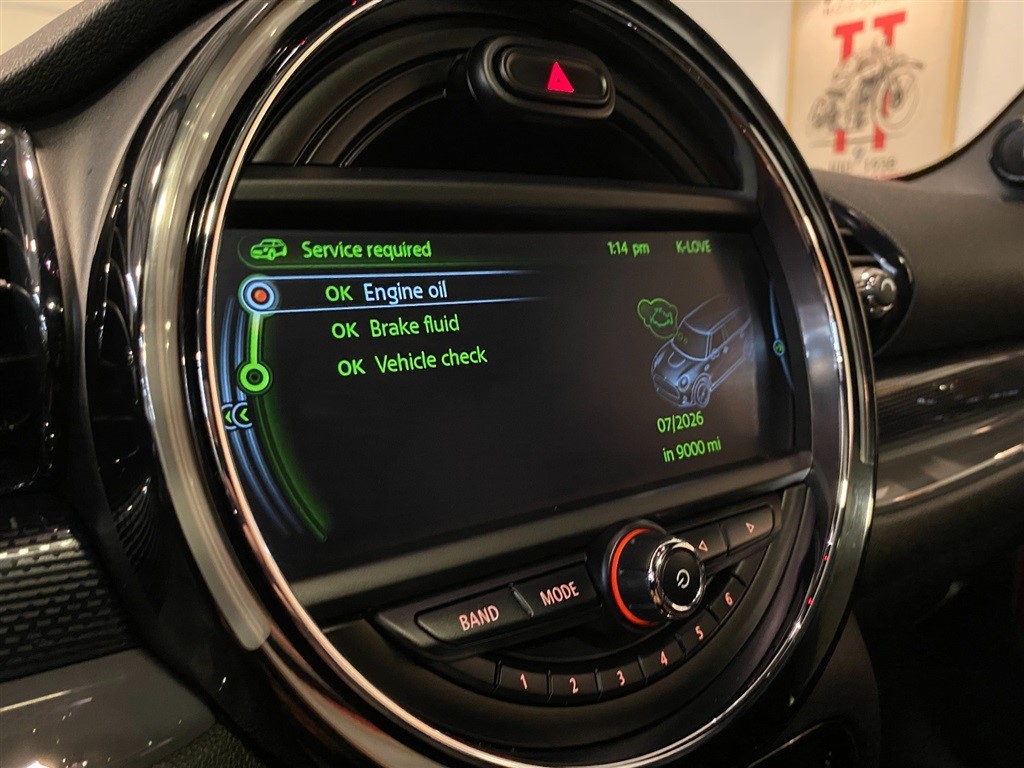 Service required
1:14 pm
K-LOVE
OK Engine oil
OK Brake fluid
OK Vehicle check
07/2026
in 9000 mi
BAND
MODE
1
2
3
4
5
6